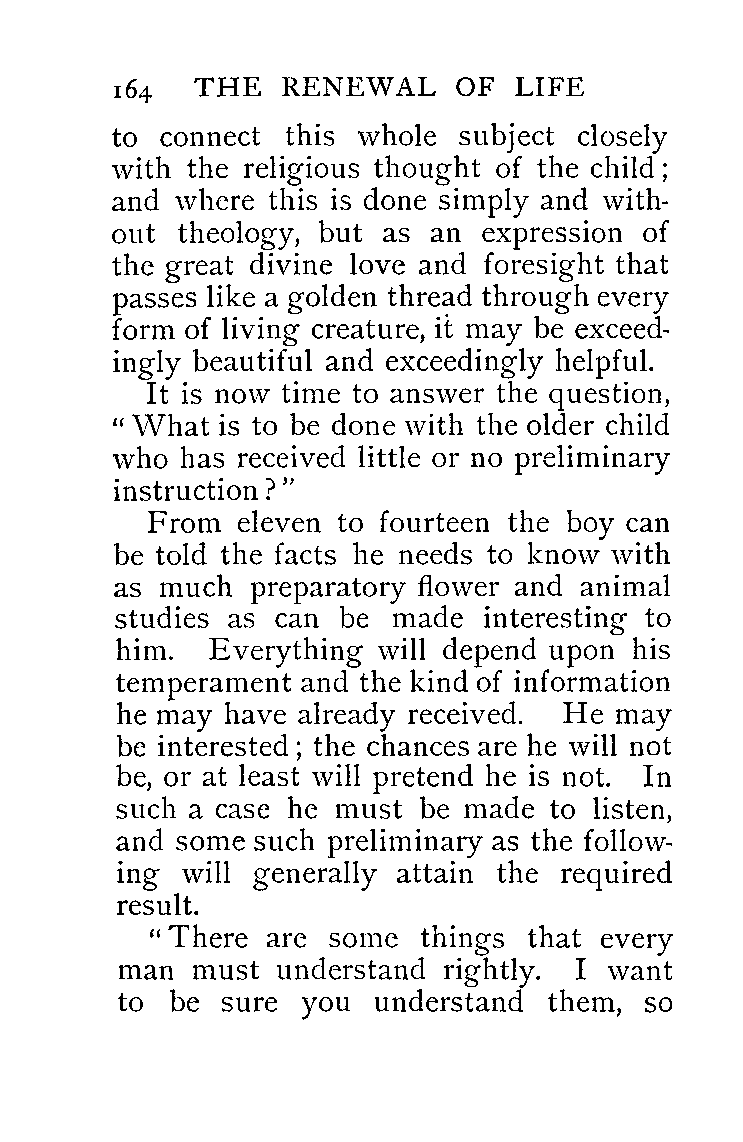 164 THE RENEWAL OF LIFE
to connect this whole subject closely
with the religious thought of the child;
and where this is done simply and with-
out theology, but as an expression of
the great divine love and foresight that
passes like a golden thread through every
form of living creature, it may be exceed-
ingly beautiful and exceedingly helpful.
It is now time to answer the question,
"What is to be done with the older child
who has received little or no preliminary
instruction?"
From eleven to fourteen the boy can
be told the facts he needs to know with
as much preparatory flower and animal
studies as can be made interesting to
him. Everything will depend upon his
temperament and the kind of information
he may have already received. He may
be interested; the chances are he will not
be, or at least will pretend he is not. In
such a case he must be made to listen,
and some such preliminary as the follow-
ing will generally attain the required
result.
"There are some things that every
man must understand rightly. I want
to be sure you understand them, so